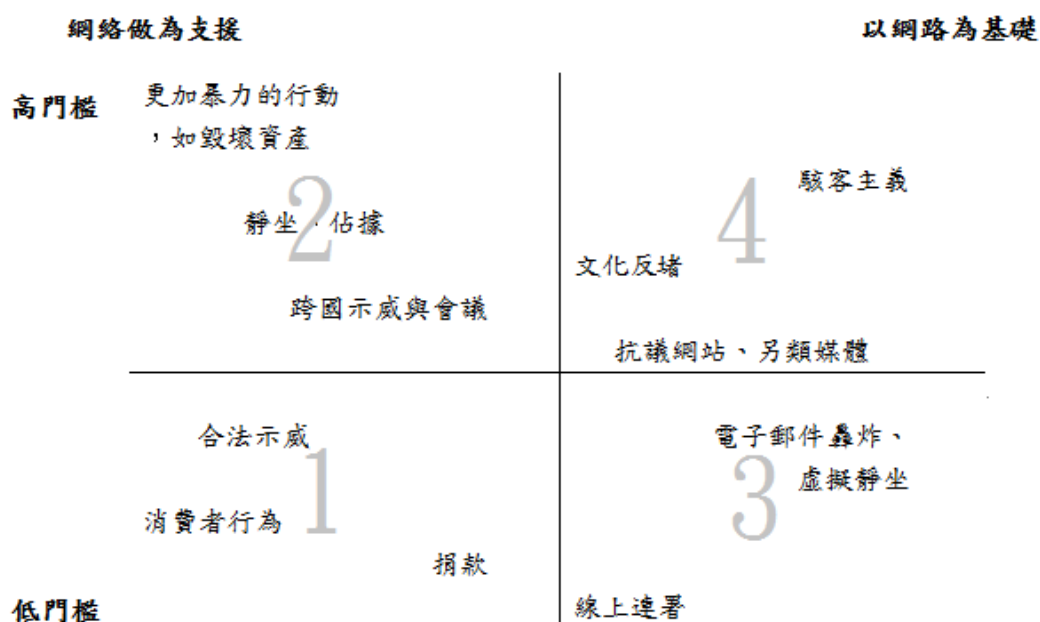 網絡做為支援
以網路為基礎
高門檻
更加暴力的行動
，如毀壞資產
2
靜坐、佔據
跨國示威與會議
4
駭客主義
文化反堵
抗議網站、另類媒體
合法示威
1
消費者行為
捐款
低門檻
電子郵件轟炸、
3
虛擬靜坐
線上連署